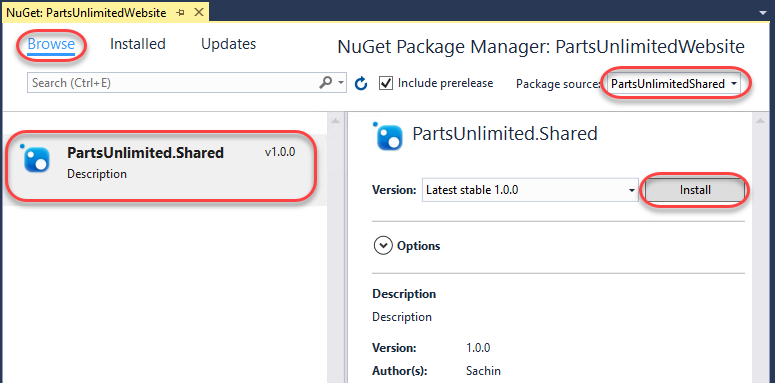 NuGet: PartsUnlimitedWebsite
Browse Installed Updates NuGet Package Manager: PartsUnlimitedWebsite
Search (Ctrl+E) Include prerelease Package source: PartsUnlimitedShared
PartsUnlimited.Shared v1.0.0
Description
PartsUnlimited.Shared
Version: Latest stable 1.0.0 Install
Options
Description
Description
Version: 1.0.0
Author(s): Sachin